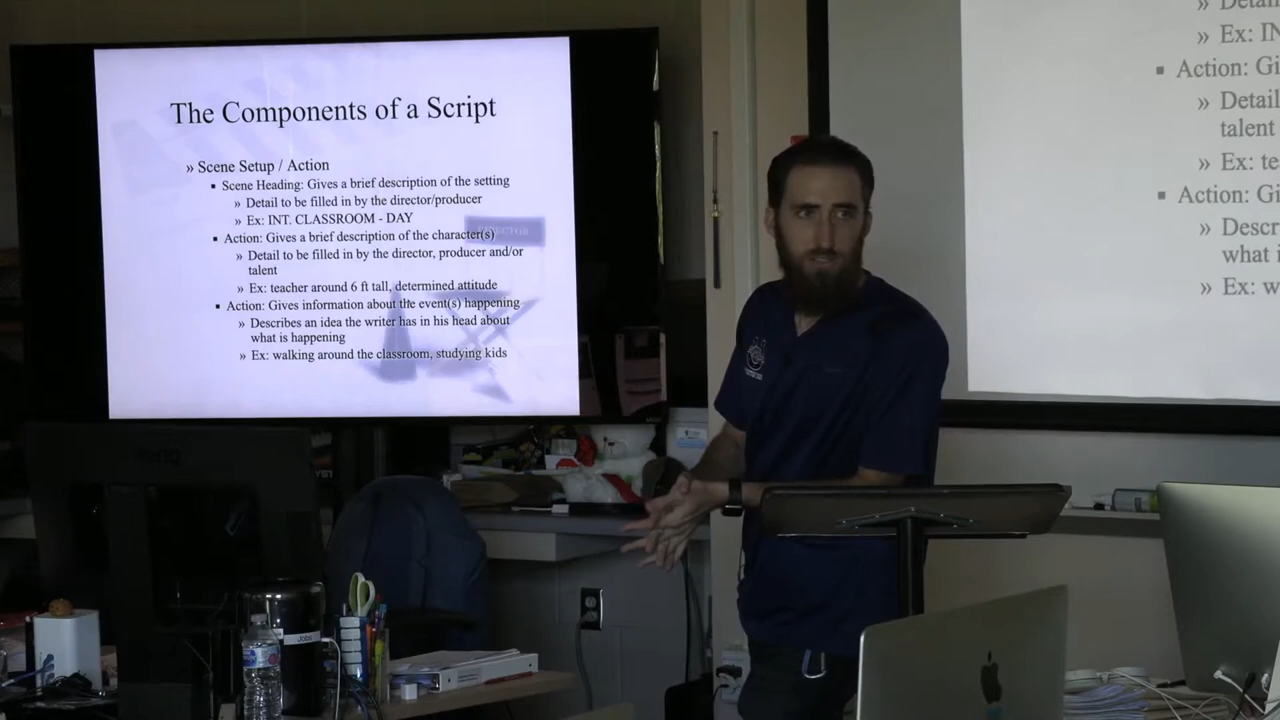 The Components of a Script
» Scene Setup / Action
▪ Scene Heading: Gives a brief description of the setting
» Detail to be filled in by the director/producer
» Ex: INT. CLASSROOM - DAY
▪ Action: Gives a brief description of the character(s)
» Detail to be filled in by the director, producer and/or
talent
» Ex: teacher around 6 ft tall, determined attitude
▪ Action: Gives information about the event(s) happening
» Describes an idea the writer has in his head about
what is happening
» Ex: walking around the classroom, studying kids
DIRECTOR
» Detail
» Ex: IN
▪ Action: Gi
» Detail
talent
» Ex: te
▪ Action: Gi
» Descr
what i
» Ex: w
BenQ
Jobs